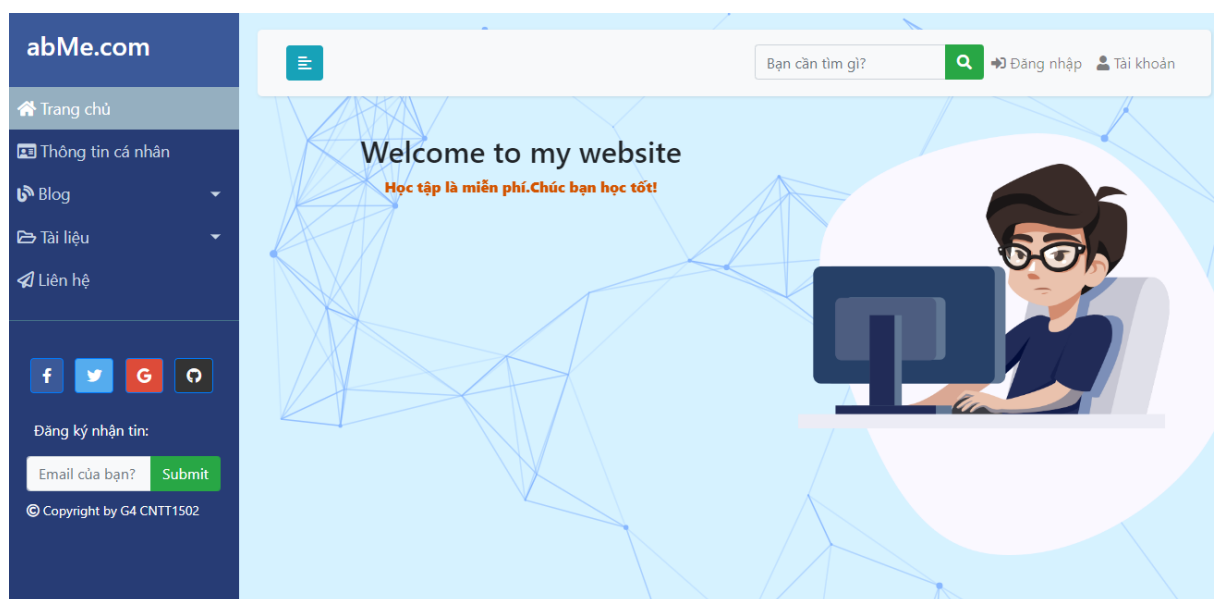 abMe.com
Trang chủ
Thông tin cá nhân
Blog
Tài liệu
Liên hệ
Đăng ký nhận tin:
Email của bạn? Submit
© Copyright by G4 CNTT1502
Bạn cần tìm gì? Đăng nhập Tài khoản
Welcome to my website
Học tập là miễn phí.Chúc bạn học tốt!